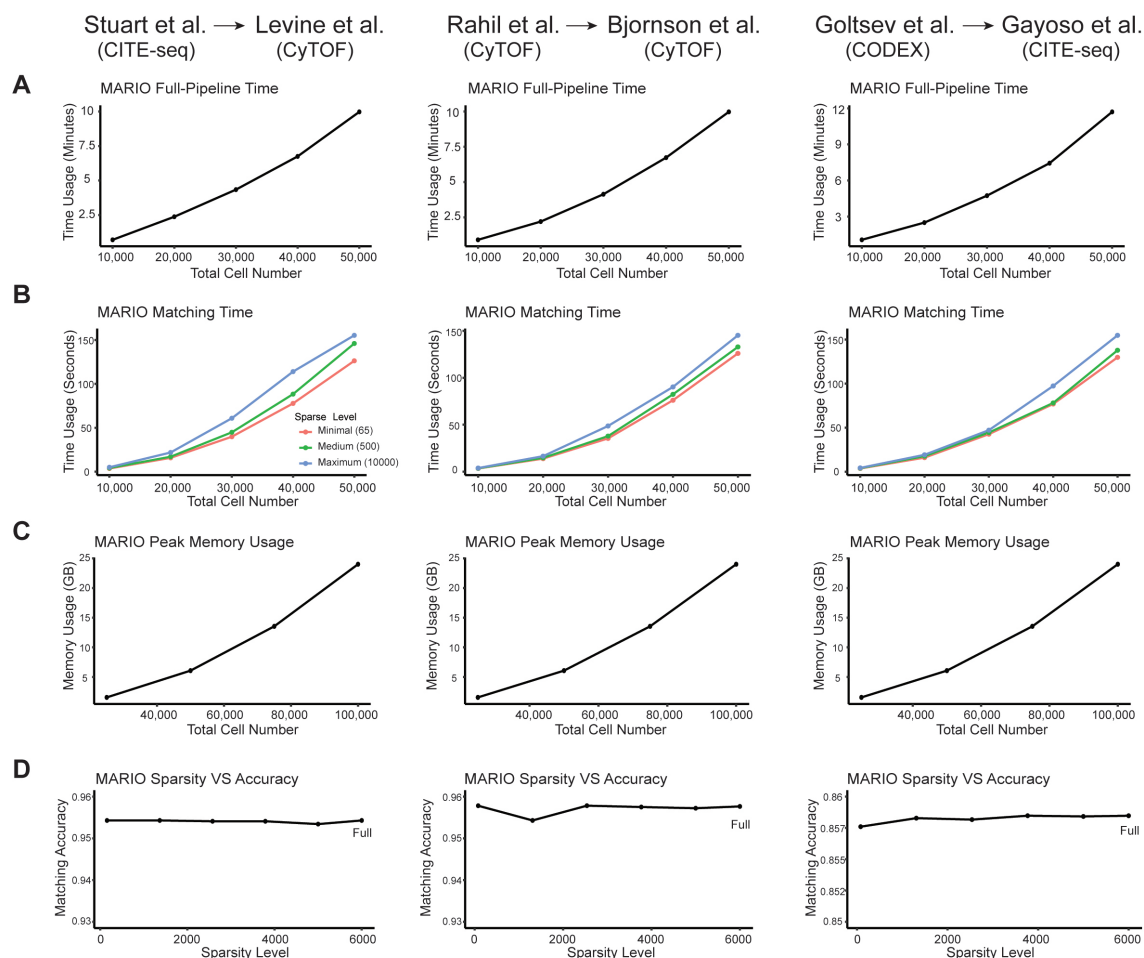 Stuart et al. → Levine et al.
(CITE-seq) (CyTOF)
Rahil et al. → Bjornson et al.
(CyTOF) (CyTOF)
Goltsev et al. → Gayoso et al.
(CODEX) (CITE-seq)
A
MARIO Full-Pipeline Time
Time Usage (Minutes)
10
7.5
5
2.5
10,000 20,000 30,000 40,000 50,000
Total Cell Number
MARIO Full-Pipeline Time
Time Usage (Minutes)
10
7.5
5
2.5
10,000 20,000 30,000 40,000 50,000
Total Cell Number
MARIO Full-Pipeline Time
Time Usage (Minutes)
12
9
6
3
10,000 20,000 30,000 40,000 50,000
Total Cell Number
B
MARIO Matching Time
Time Usage (Seconds)
150
100
50
0
Sparse Level
Minimal (65)
Medium (500)
Maximum (10000)
10,000 20,000 30,000 40,000 50,000
Total Cell Number
MARIO Matching Time
Time Usage (Seconds)
150
100
50
0
10,000 20,000 30,000 40,000 50,000
Total Cell Number
MARIO Matching Time
Time Usage (Seconds)
150
100
50
0
10,000 20,000 30,000 40,000 50,000
Total Cell Number
C
MARIO Peak Memory Usage
Memory Usage (GB)
25
20
15
10
5
40,000 60,000 80,000 100,000
Total Cell Number
MARIO Peak Memory Usage
Memory Usage (GB)
25
20
15
10
5
40,000 60,000 80,000 100,000
Total Cell Number
MARIO Peak Memory Usage
Memory Usage (GB)
25
20
15
10
5
40,000 60,000 80,000 100,000
Total Cell Number
D
MARIO Sparsity VS Accuracy
Matching Accuracy
0.96
0.95
0.94
0.93
Full
0 2000 4000 6000
Sparsity Level
MARIO Sparsity VS Accuracy
Matching Accuracy
0.96
0.95
0.94
0.93
Full
0 2000 4000 6000
Sparsity Level
MARIO Sparsity VS Accuracy
Matching Accuracy
0.86
0.857
0.855
0.852
0.85
Full
0 2000 4000 6000
Sparsity Level